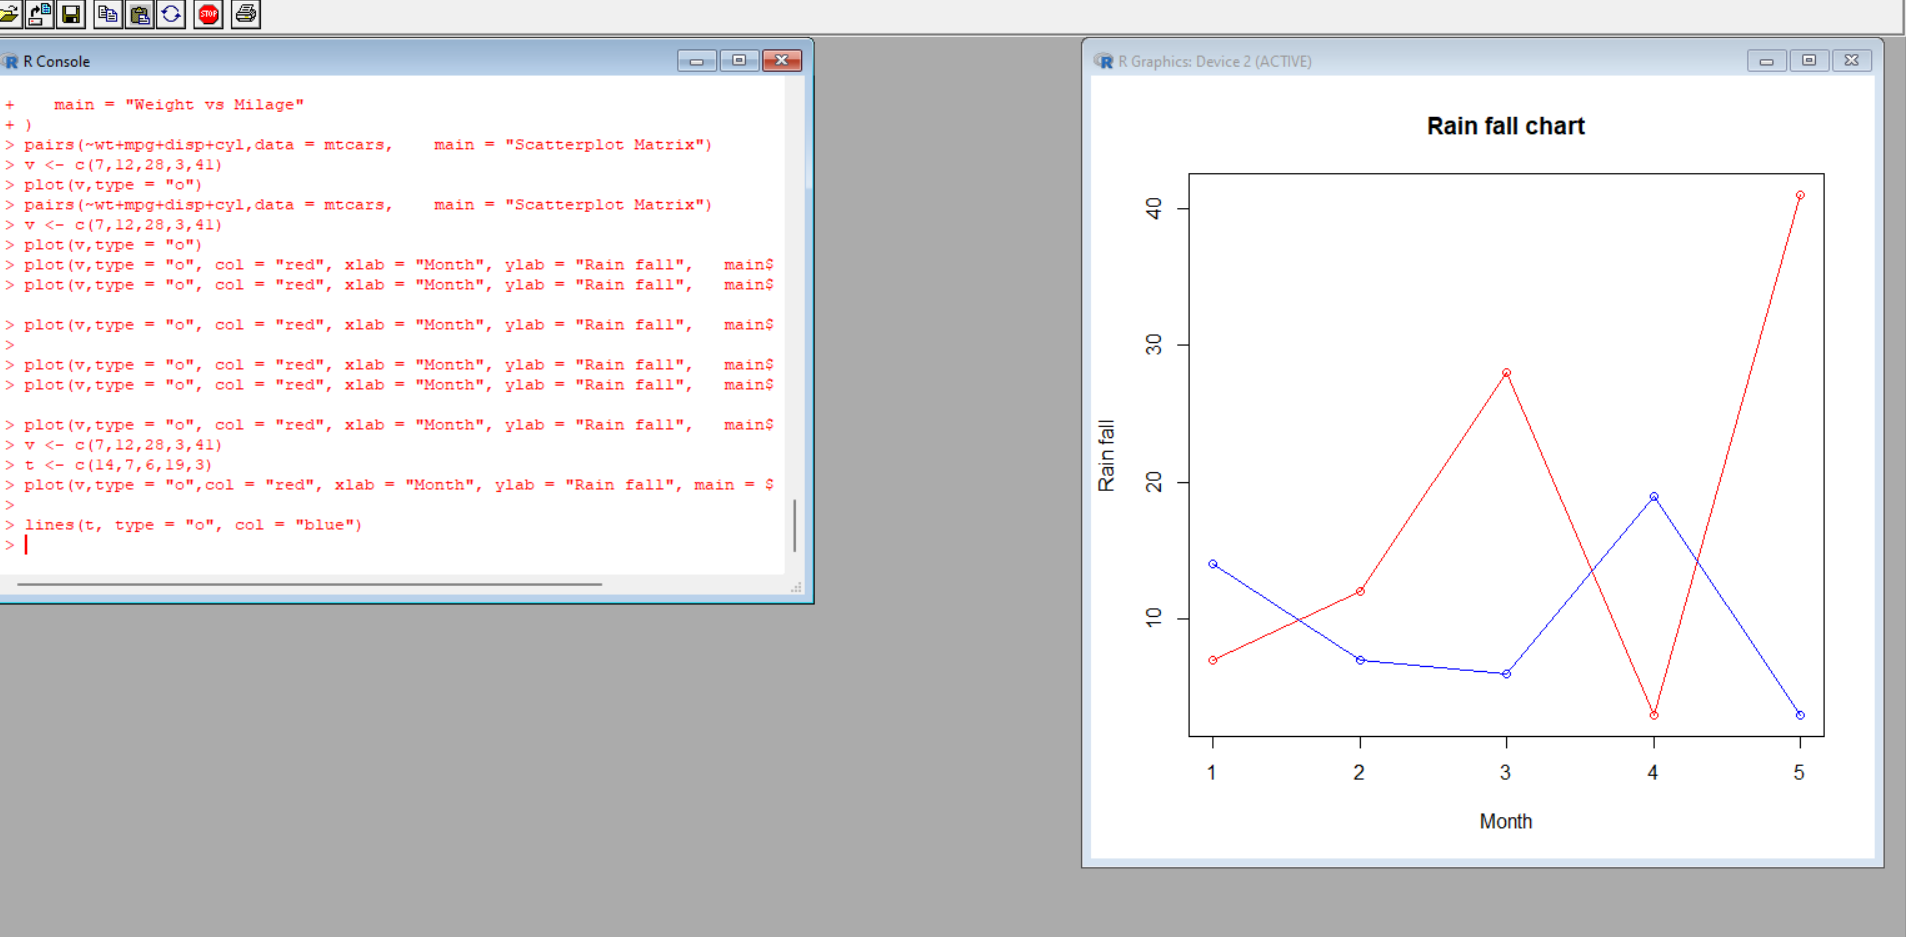 STOP
R Console
+    main = "Weight vs Milage"
+ )
> pairs(~wt+mpg+disp+cyl,data = mtcars,    main = "Scatterplot Matrix")
> v <- c(7,12,28,3,41)
> plot(v,type = "o")
> pairs(~wt+mpg+disp+cyl,data = mtcars,    main = "Scatterplot Matrix")
> v <- c(7,12,28,3,41)
> plot(v,type = "o")
> plot(v,type = "o", col = "red", xlab = "Month", ylab = "Rain fall",   main$
> plot(v,type = "o", col = "red", xlab = "Month", ylab = "Rain fall",   main$
> plot(v,type = "o", col = "red", xlab = "Month", ylab = "Rain fall",   main$
>
> plot(v,type = "o", col = "red", xlab = "Month", ylab = "Rain fall",   main$
> plot(v,type = "o", col = "red", xlab = "Month", ylab = "Rain fall",   main$
> plot(v,type = "o", col = "red", xlab = "Month", ylab = "Rain fall",   main$
> v <- c(7,12,28,3,41)
> t <- c(14,7,6,19,3)
> plot(v,type = "o",col = "red", xlab = "Month", ylab = "Rain fall", main = $
>
> lines(t, type = "o", col = "blue")
>
R Graphics: Device 2 (ACTIVE)
Rain fall chart
40
30
20
10
Rain fall
1 2 3 4 5
Month